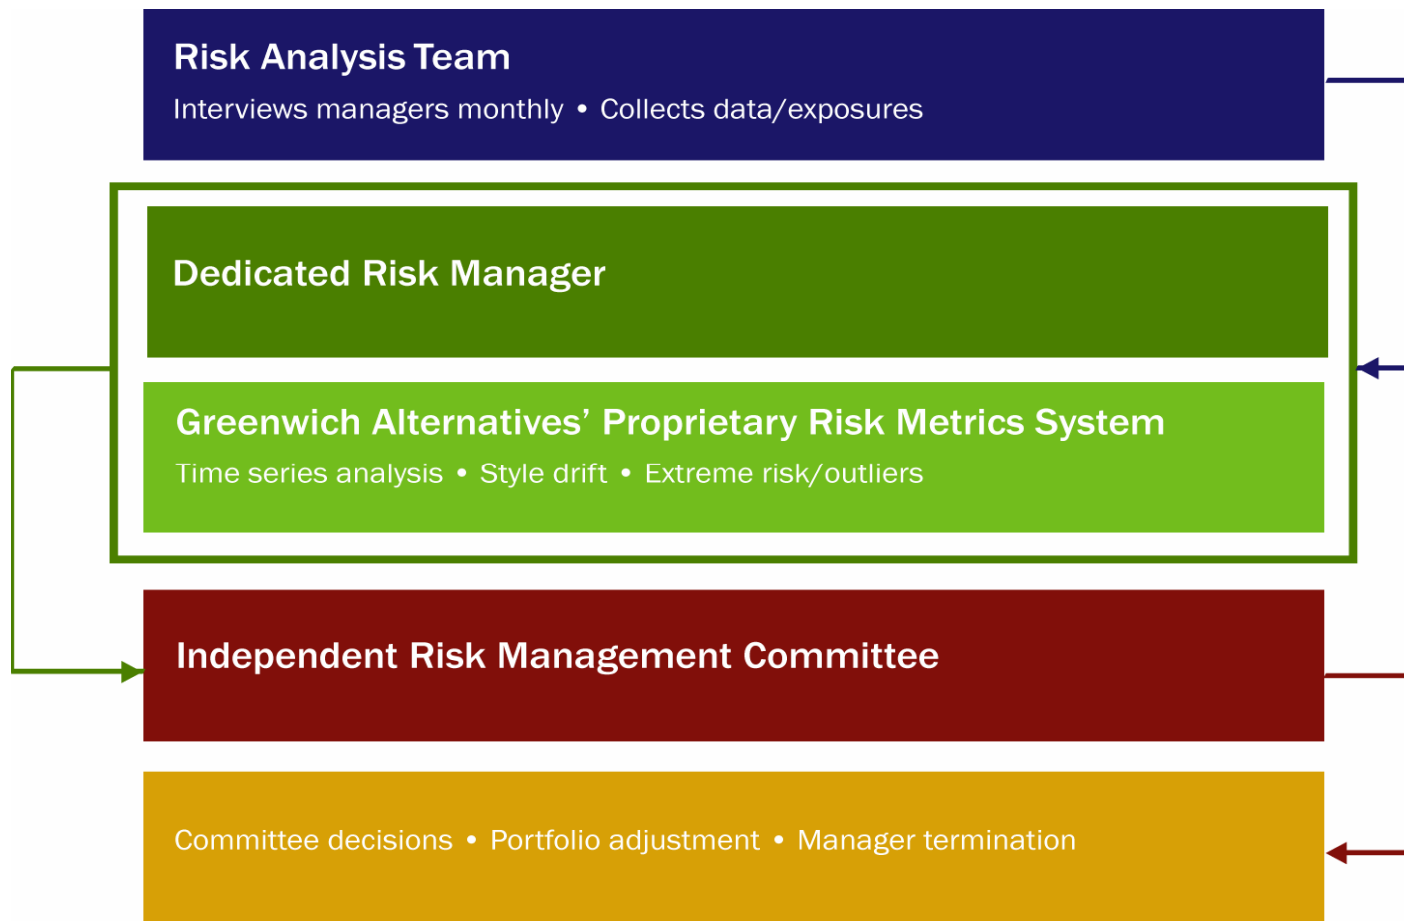 Risk Analysis Team
Interviews managers monthly • Collects data/exposures
Dedicated Risk Manager
Greenwich Alternatives’ Proprietary Risk Metrics System
Time series analysis • Style drift • Extreme risk/outliers
Independent Risk Management Committee
Committee decisions • Portfolio adjustment • Manager termination